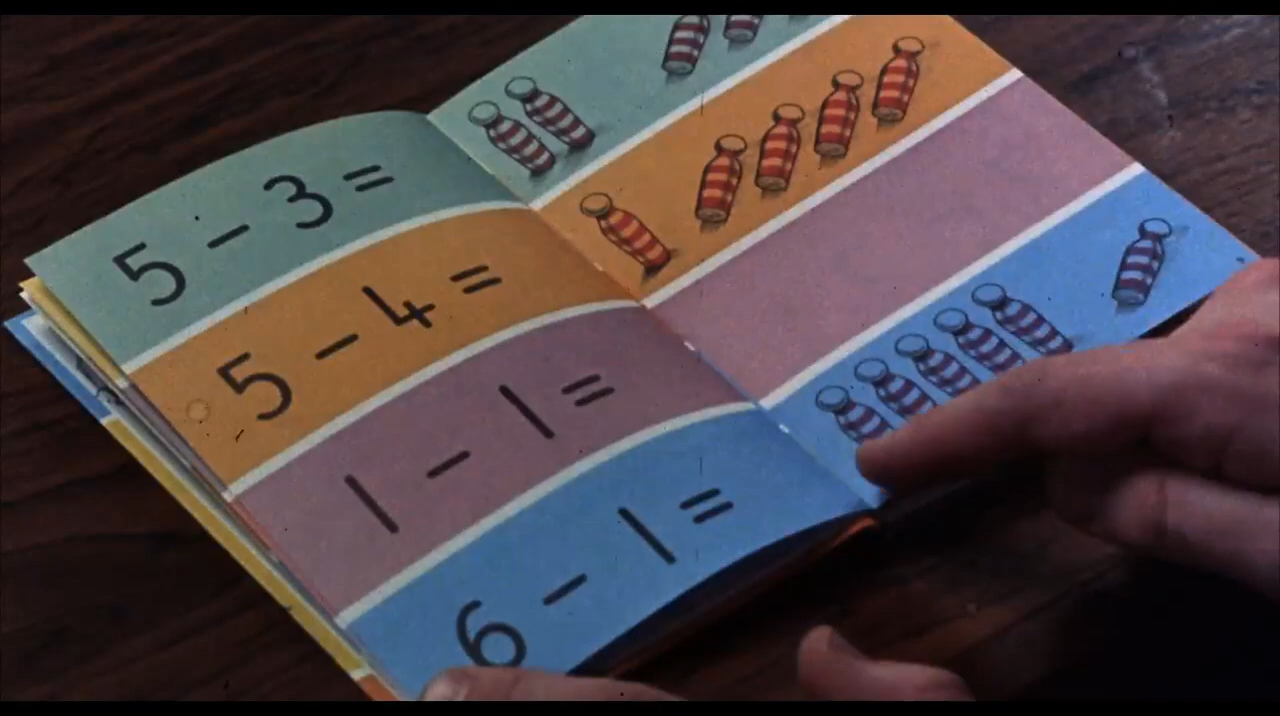 5 – 3 =
5 – 4 =
1 – 1 =
6 – 1 =